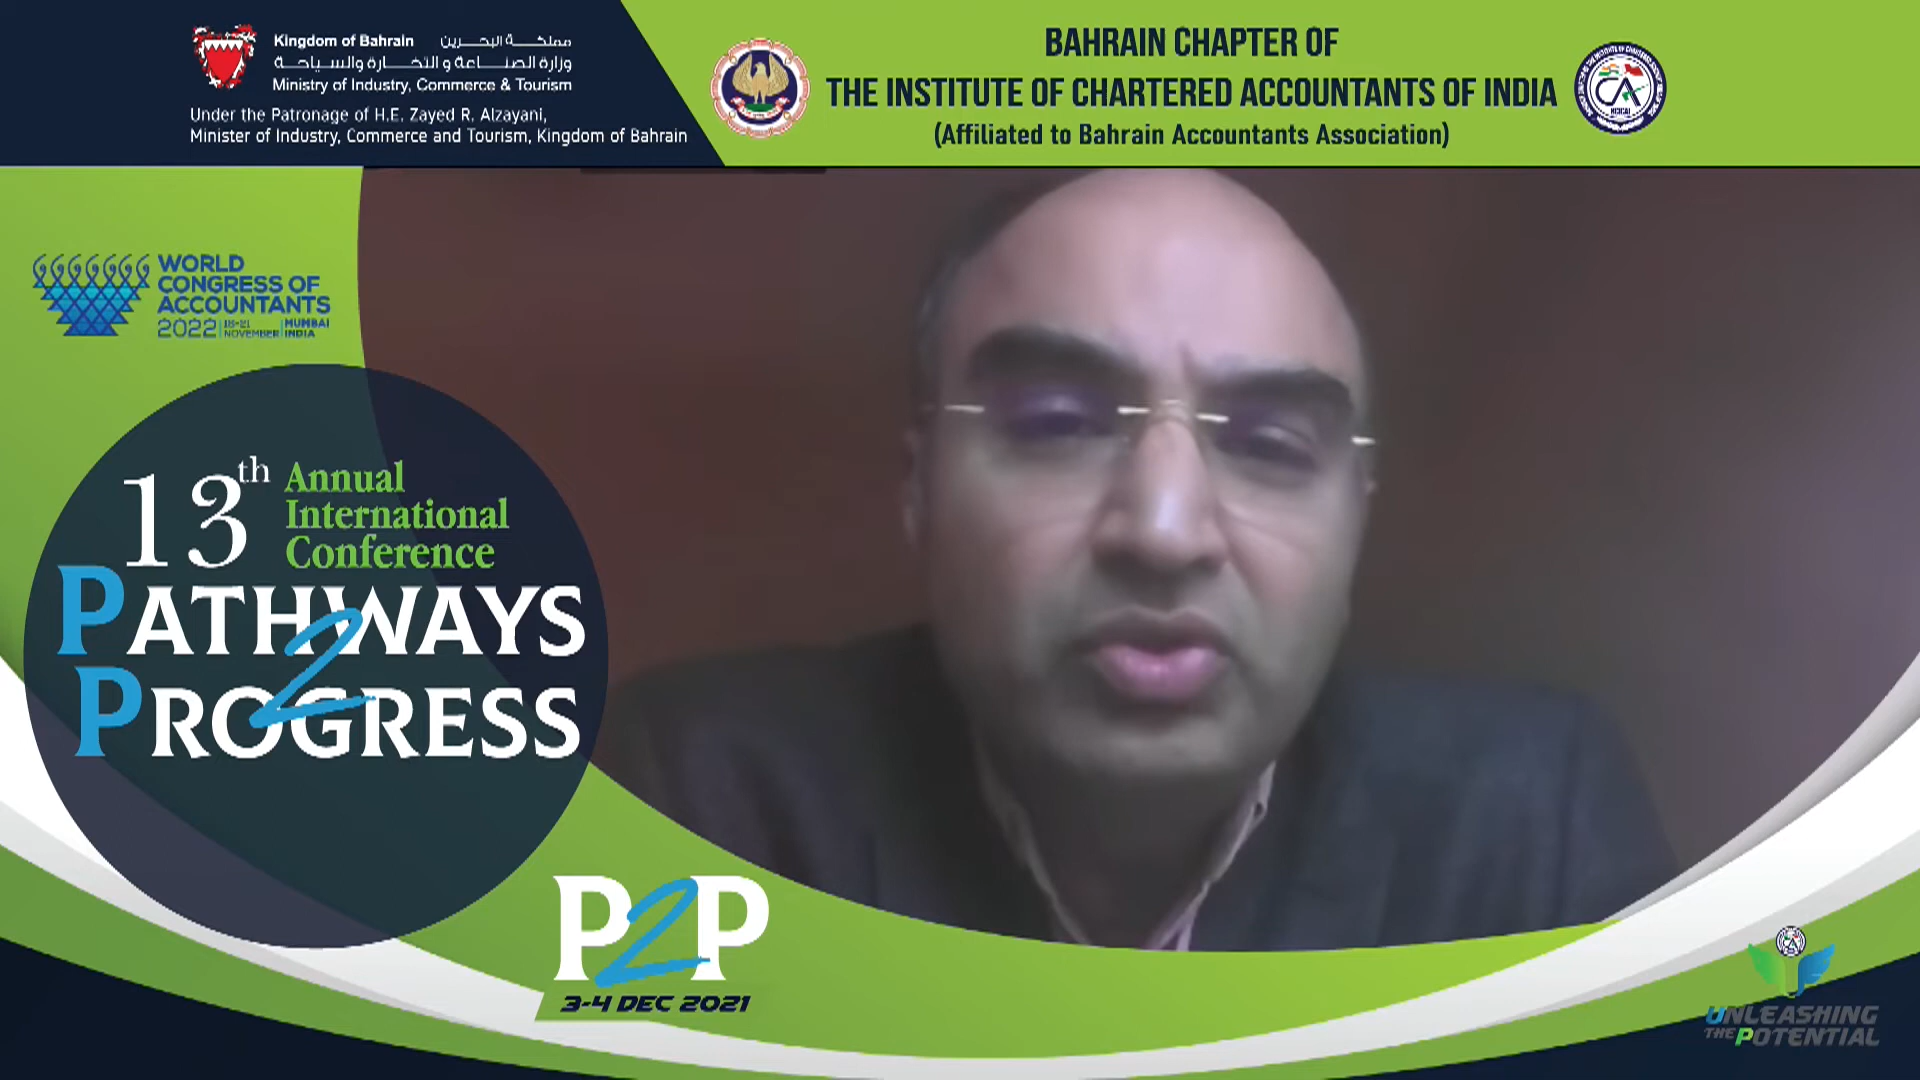 Kingdom of Bahrain
مملكة البحرين
وزارة الصناعة و التجارة والسياحة
Ministry of Industry, Commerce & Tourism
Under the Patronage of H.E. Zayed R. Alzayani,
Minister of Industry, Commerce and Tourism, Kingdom of Bahrain
BAHRAIN CHAPTER OF
THE INSTITUTE OF CHARTERED ACCOUNTANTS OF INDIA
(Affiliated to Bahrain Accountants Association)
CA
WORLD
CONGRESS OF
ACCOUNTANTS
2022 | 18-21 NOVEMBER | MUMBAI INDIA
13th Annual
International
Conference
PATHWAYS
2
PROGRESS
P2P
3-4 DEC 2021
UNLEASHING
THE POTENTIAL